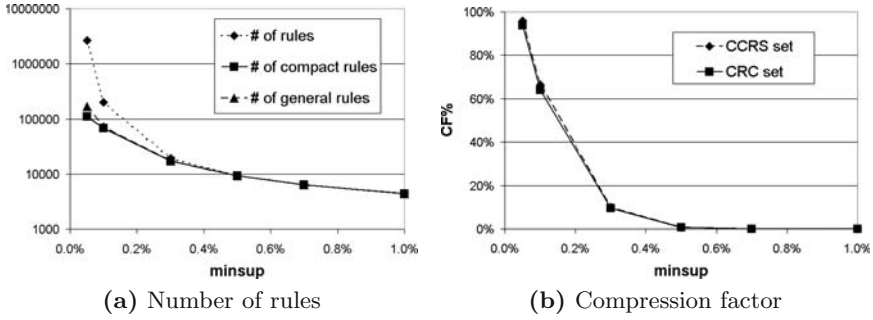 1000000
100000
10000
1000
0.0% 0.2% 0.4% 0.6% 0.8% 1.0%
minsup
# of rules
# of compact rules
# of general rules
(a) Number of rules
100%
80%
60%
40%
20%
0%
CF%
0.0% 0.2% 0.4% 0.6% 0.8% 1.0%
minsup
CCRS set
CRC set
(b) Compression factor